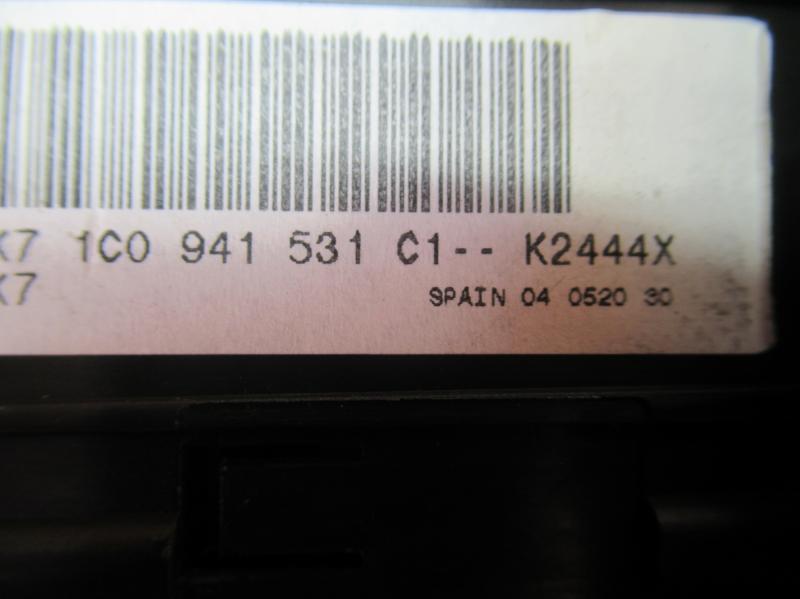 X7 1C0 941 531 C1-- K2444X
X7
SPAIN 04 0520 30